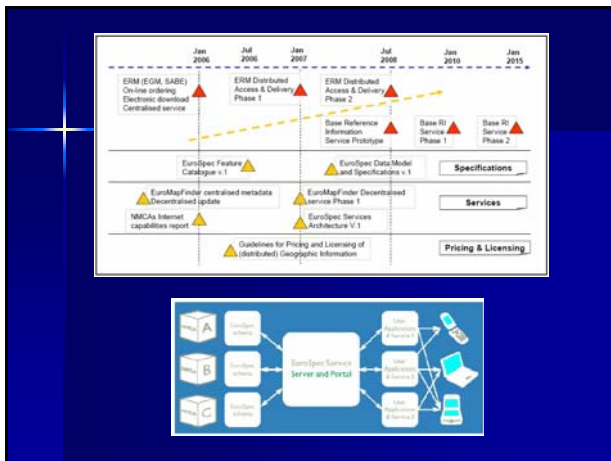 Jan
2006
Jul
2006
Jan
2007
Jul
2008
Jan
2010
Jan
2015
ERM (EGM, SABE)
On-line ordering
Electronic download
Centralised service
ERM Distributed
Access & Delivery
Phase 1
ERM Distributed
Access & Delivery
Phase 2
Base Reference
Information
Service Prototype
Base RI
Service
Phase 1
Base RI
Service
Phase 2
EuroSpec Feature
Catalogue v.1
EuroSpec Data Model
and Specifications v.1
Specifications
EuroMapFinder centralised metadata
Decentralised update
EuroMapFinder Decentralised
service Phase 1
Services
NMCAs Internet
capabilities report
EuroSpec Services
Architecture V.1
Guidelines for Pricing and Licensing of
(distributed) Geographic Information
Pricing & Licensing
A
EuroSpec
schema
User
Applications
& Service 1
B
EuroSpec
schema
EuroSpec Service
Server and Portal
User
Applications
& Service 2
C
EuroSpec
schema
User
Applications
& Service 3